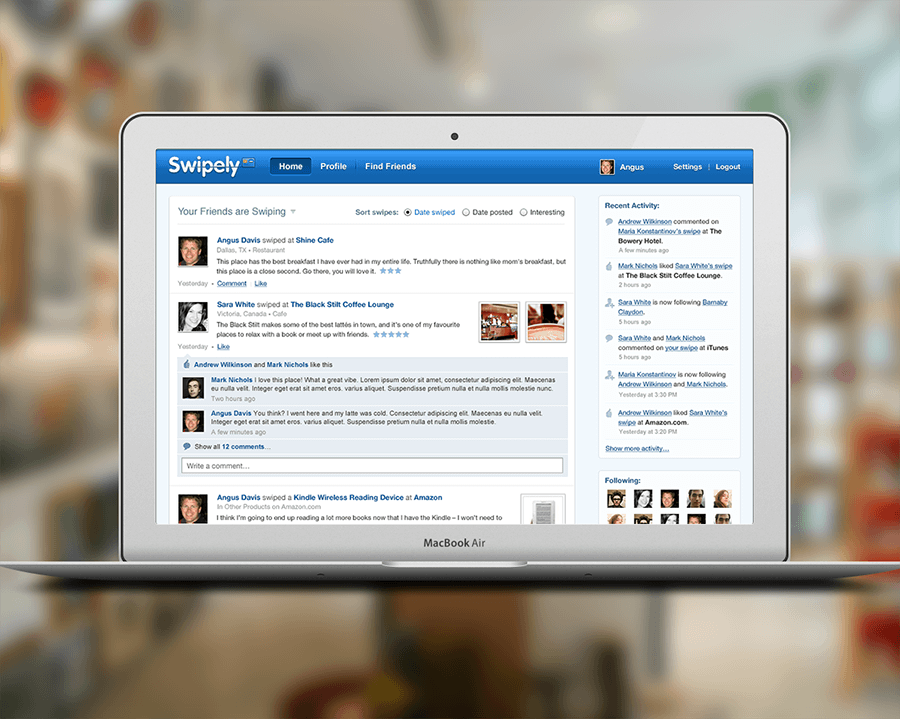 Swipely
Home
Profile
Find Friends
Angus
Settings | Logout
Your Friends are Swiping
Sort swipes: Date swiped Date posted Interesting
Angus Davis swiped at Shine Cafe
Dallas, TX • Restaurant
This place has the best breakfast I have ever had in my entire life. Truthfully there is nothing like mom's breakfast, but
this place is a close second. Go there, you will love it.
Yesterday • Comment | Like
Sara White swiped at The Black Stilt Coffee Lounge
Victoria, Canada • Cafe
The Black Stilt makes some of the best lattés in town, and it's one of my favourite
places to relax with a book or meet up with friends.
Yesterday • Like
Andrew Wilkinson and Mark Nichols like this
Mark Nichols I love this place! What a great vibe. Lorem ipsum dolor sit amet, consectetur adipiscing elit. Maecenas
eu nulla velit. Integer eget erat sit amet eros. varius aliquet. Suspendisse pretium nulla et nulla mollis molestie nunc.
Two hours ago
Angus Davis You think? I went here and my latte was cold. Consectetur adipiscing elit. Maecenas eu nulla velit.
Integer eget erat sit amet eros. varius aliquet. Suspendisse pretium nulla et nulla mollis molestie.
A few minutes ago
Show all 12 comments...
Write a comment...
Angus Davis swiped a Kindle Wireless Reading Device at Amazon
In Other Products on Amazon.com
I think I'm going to end up reading a lot more books now that I have the Kindle – I won't need to
Recent Activity:
Andrew Wilkinson commented on
Maria Konstantinov's swipe at The
Bowery Hotel.
A few minutes ago
Mark Nichols liked Sara White's swipe
at The Black Stilt Coffee Lounge.
2 hours ago
Sara White is now following Barnaby
Claydon.
5 hours ago
Sara White and Mark Nichols
commented on your swipe at iTunes
5 hours ago
Maria Konstantinov is now following
Andrew Wilkinson and Mark Nichols.
Yesterday at 3:30 PM
Andrew Wilkinson liked Sara White's
swipe at Amazon.com.
Yesterday at 3:20 PM
Show more activity...
Following:
MacBook Air